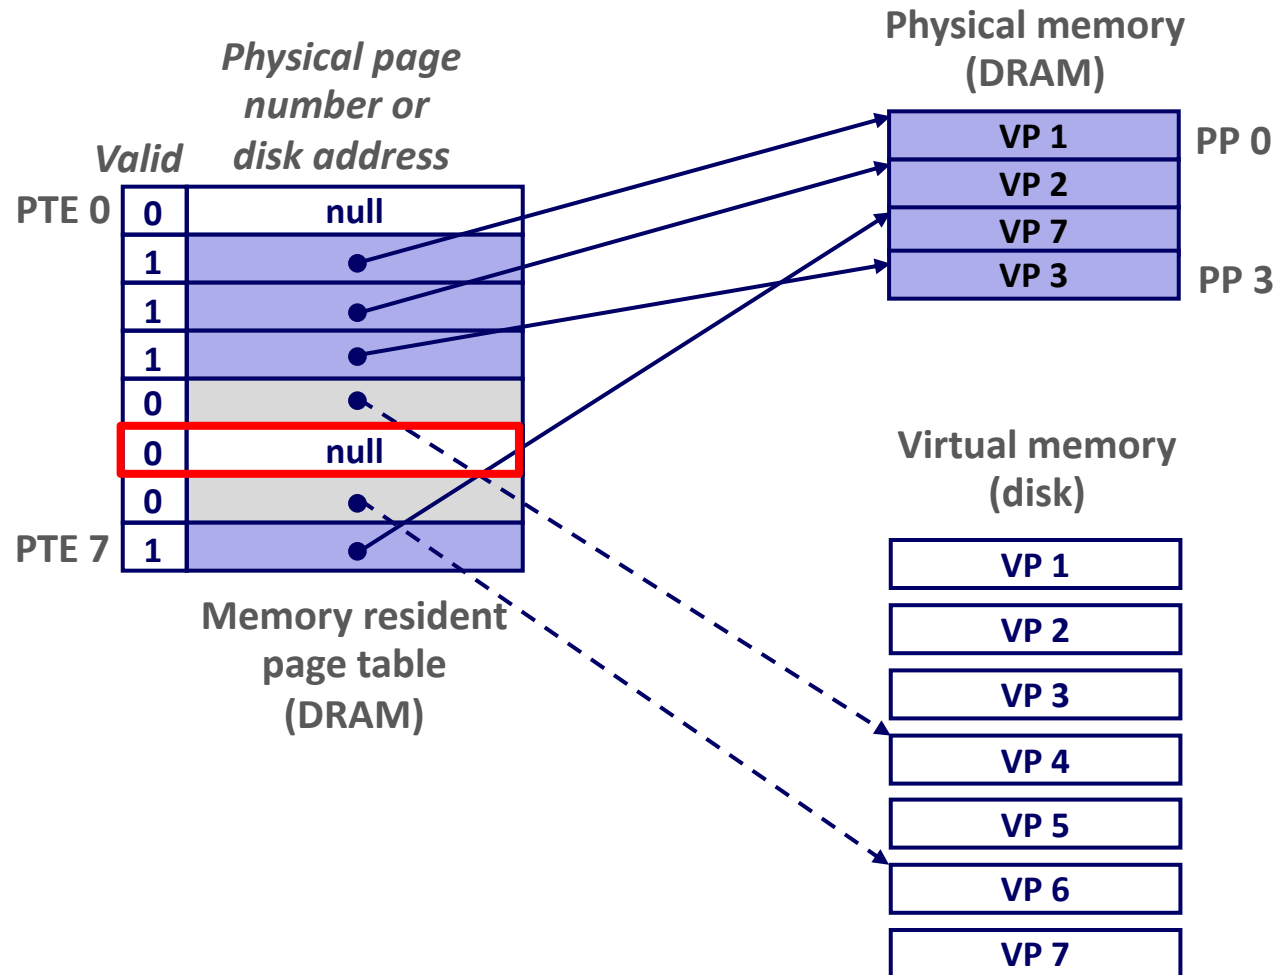 Physical page
number or
disk address
Valid
PTE 0
0
null
1
1
1
0
0
null
0
PTE 7
1
Memory resident
page table
(DRAM)
Physical memory
(DRAM)
VP 1
PP 0
VP 2
VP 7
VP 3
PP 3
Virtual memory
(disk)
VP 1
VP 2
VP 3
VP 4
VP 5
VP 6
VP 7